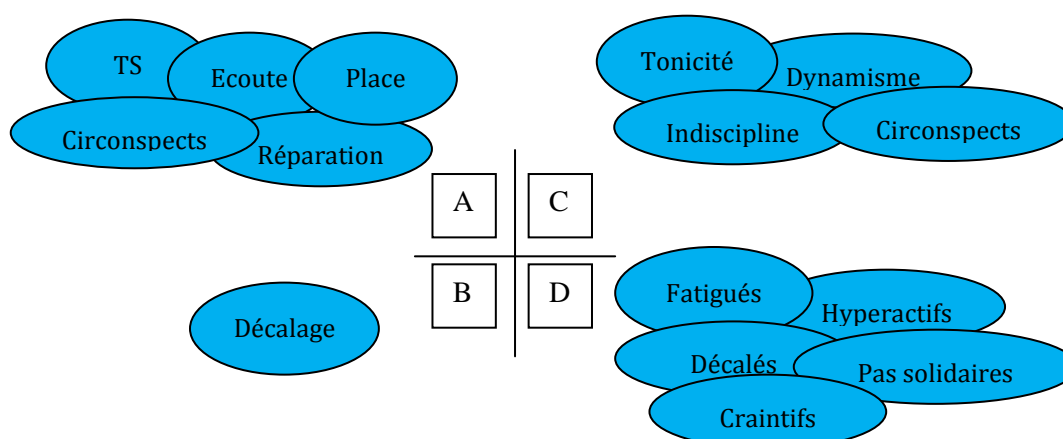 TS
Ecoute
Place
Circonspects
Réparation
Tonicité
Dynamisme
Indiscipline
Circonspects
A
C
B
D
Décalage
Fatigués
Hyperactifs
Décalés
Pas solidaires
Craintifs